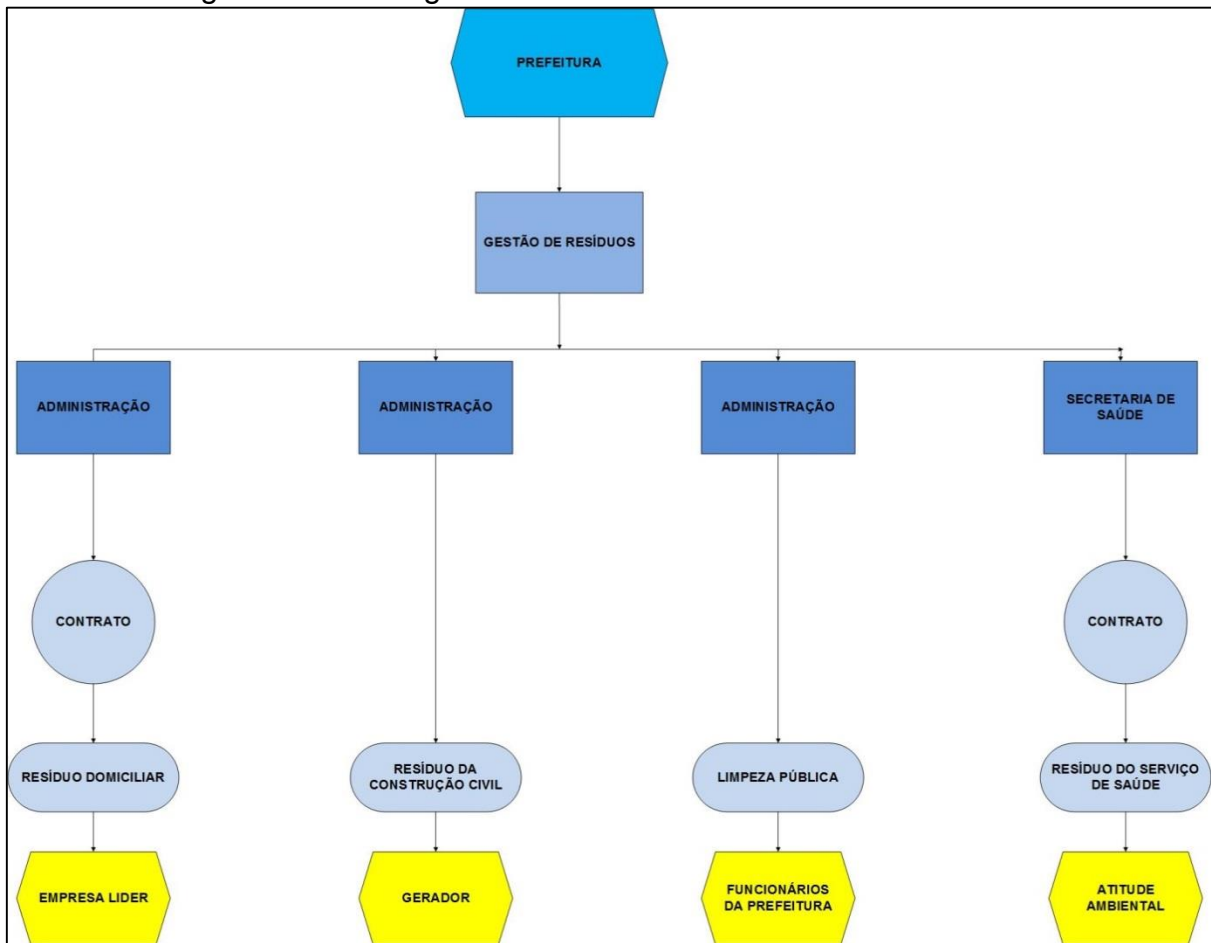 PREFEITURA
GESTÃO DE RESÍDUOS
ADMINISTRAÇÃO
ADMINISTRAÇÃO
ADMINISTRAÇÃO
SECRETARIA DE
SAÚDE
CONTRATO
CONTRATO
RESÍDUO DOMICILIAR
RESÍDUO DA
CONSTRUÇÃO CIVIL
LIMPEZA PÚBLICA
RESÍDUO DO SERVIÇO
DE SAÚDE
EMPRESA LIDER
GERADOR
FUNCIONÁRIOS
DA PREFEITURA
ATITUDE
AMBIENTAL